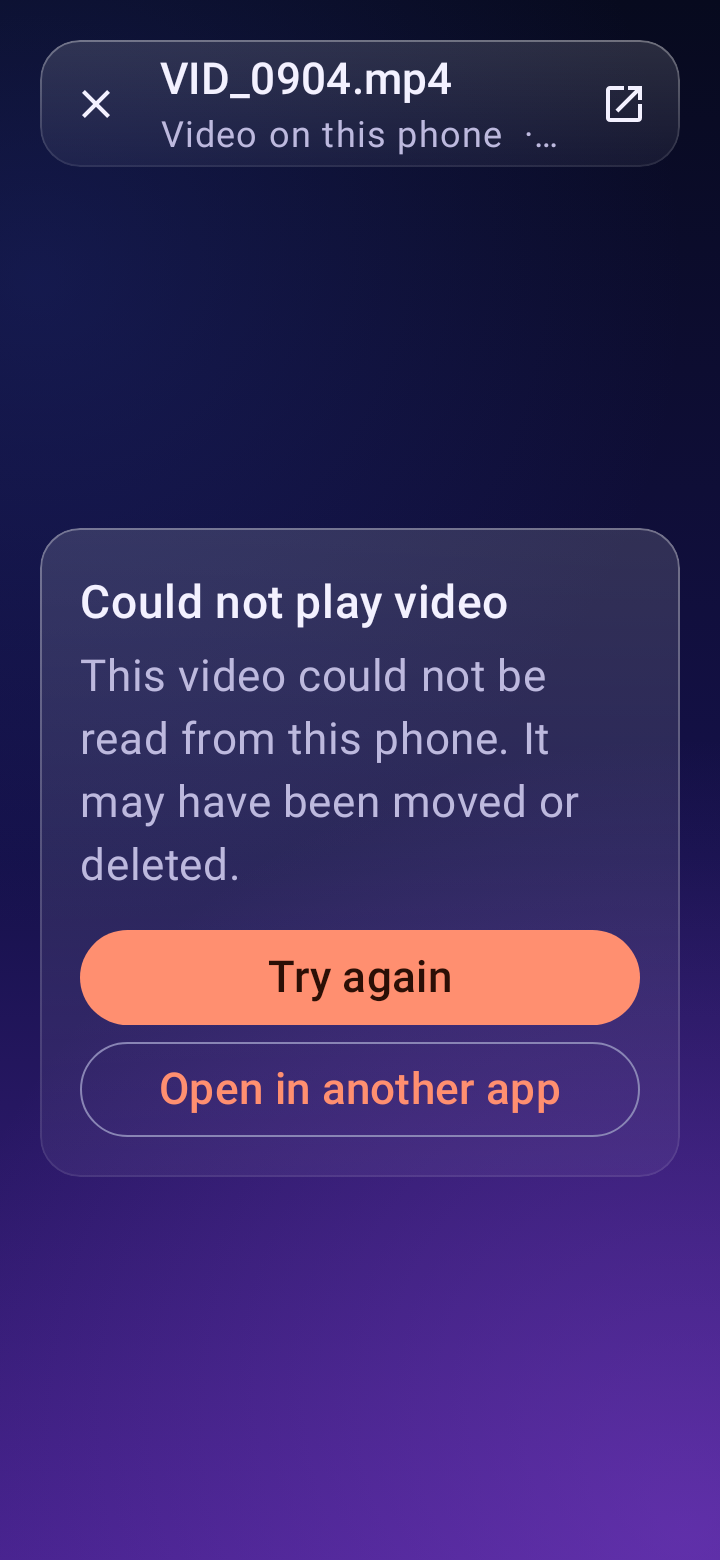 VID_0904.mp4
Video on this phone ·…
Could not play video
This video could not be
read from this phone. It
may have been moved or
deleted.
Try again
Open in another app